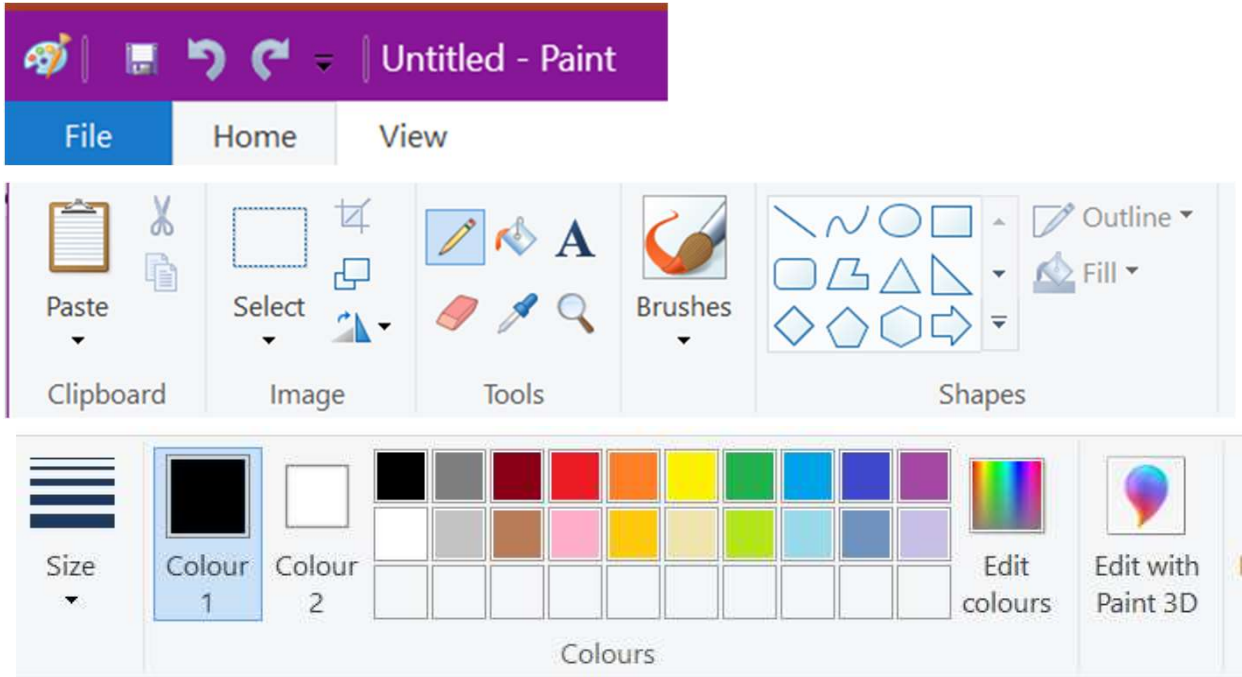 Untitled - Paint
File Home View
Paste Select Brushes Outline Fill
Clipboard Image Tools Shapes
Size Colour 1 Colour 2 Edit colours Edit with Paint 3D
Colours